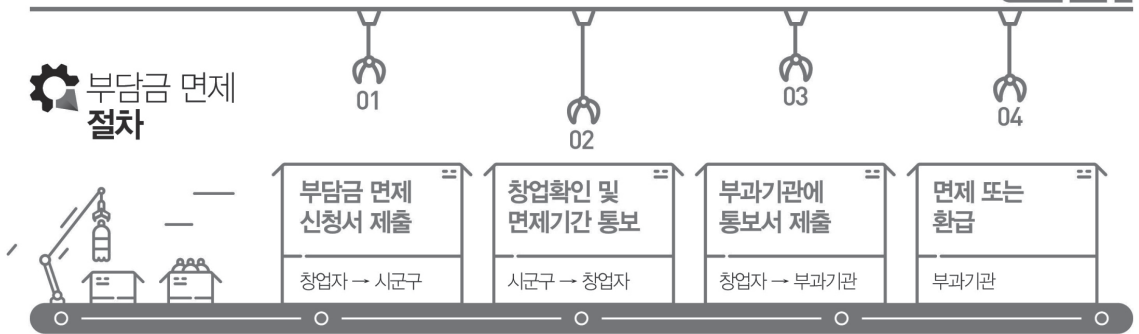 부담금 면제
절차
01
02
03
04
부담금 면제
신청서 제출
창업자 → 시군구
창업확인 및
면제기간 통보
시군구 → 창업자
부과기관에
통보서 제출
창업자 → 부과기관
면제 또는
환급
부과기관